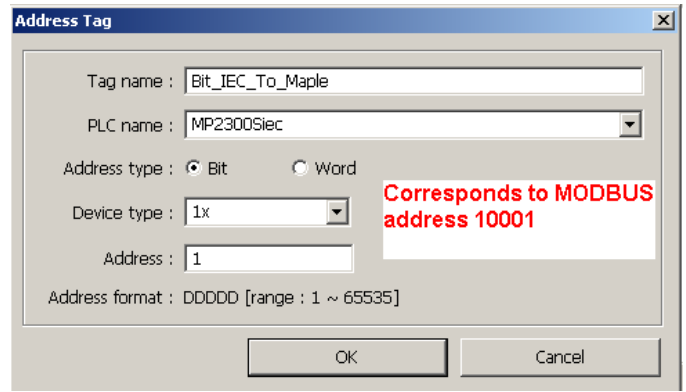 Address Tag
Tag name : Bit_IEC_To_Maple
PLC name : MP2300Siec
Address type : Bit Word
Device type : 1x
Corresponds to MODBUS
address 10001
Address : 1
Address format : DDDDD [range : 1 ~ 65535]
OK Cancel